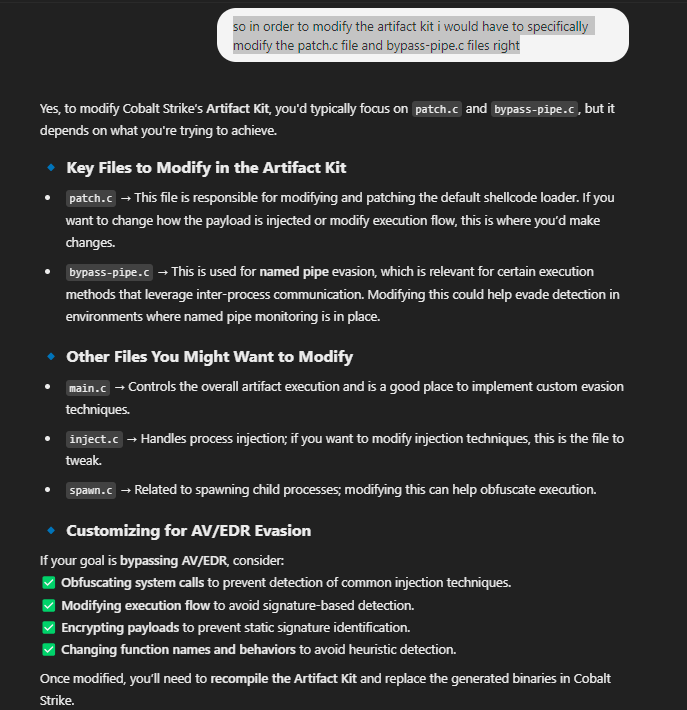 so in order to modify the artifact kit i would have to specifically
modify the patch.c file and bypass-pipe.c files right
Yes, to modify Cobalt Strike's Artifact Kit, you'd typically focus on patch.c and bypass-pipe.c, but it
depends on what you're trying to achieve.
Key Files to Modify in the Artifact Kit
• patch.c → This file is responsible for modifying and patching the default shellcode loader. If you
want to change how the payload is injected or modify execution flow, this is where you'd make
changes.
• bypass-pipe.c → This is used for named pipe evasion, which is relevant for certain execution
methods that leverage inter-process communication. Modifying this could help evade detection in
environments where named pipe monitoring is in place.
Other Files You Might Want to Modify
• main.c → Controls the overall artifact execution and is a good place to implement custom evasion
techniques.
• inject.c → Handles process injection; if you want to modify injection techniques, this is the file to
tweak.
• spawn.c → Related to spawning child processes; modifying this can help obfuscate execution.
Customizing for AV/EDR Evasion
If your goal is bypassing AV/EDR, consider:
✅ Obfuscating system calls to prevent detection of common injection techniques.
✅ Modifying execution flow to avoid signature-based detection.
✅ Encrypting payloads to prevent static signature identification.
✅ Changing function names and behaviors to avoid heuristic detection.
Once modified, you'll need to recompile the Artifact Kit and replace the generated binaries in Cobalt
Strike.